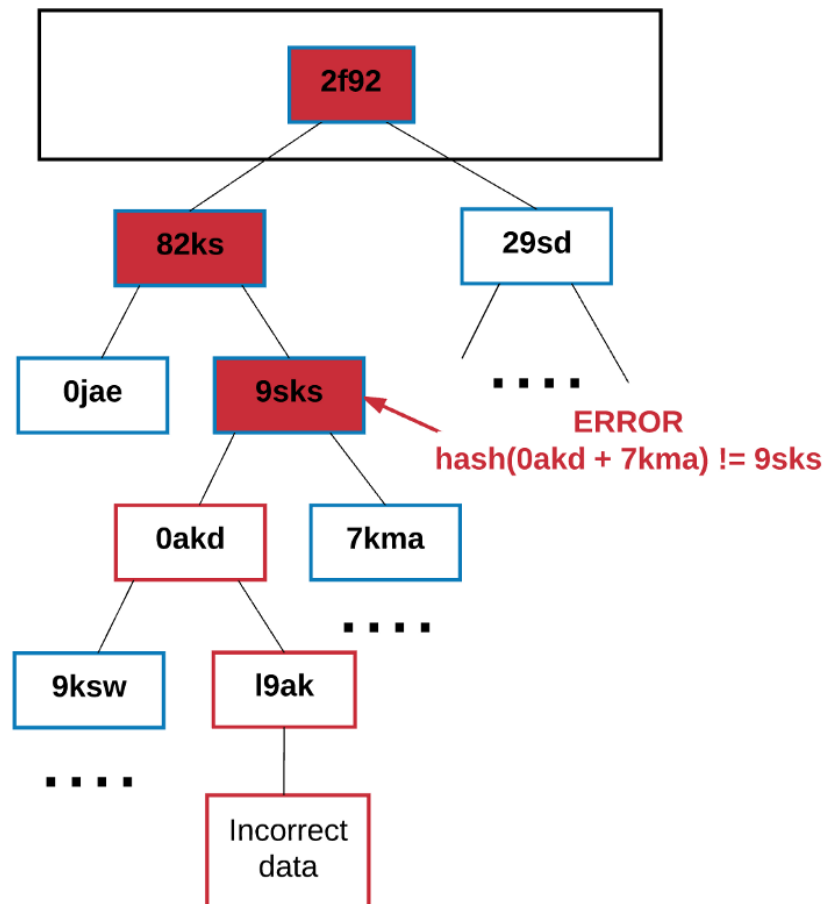 2f92
82ks
29sd
0jae
9sks
. . . .
ERROR
hash(0akd + 7kma) != 9sks
0akd
7kma
. . . .
9ksw
l9ak
. . . .
Incorrect
data